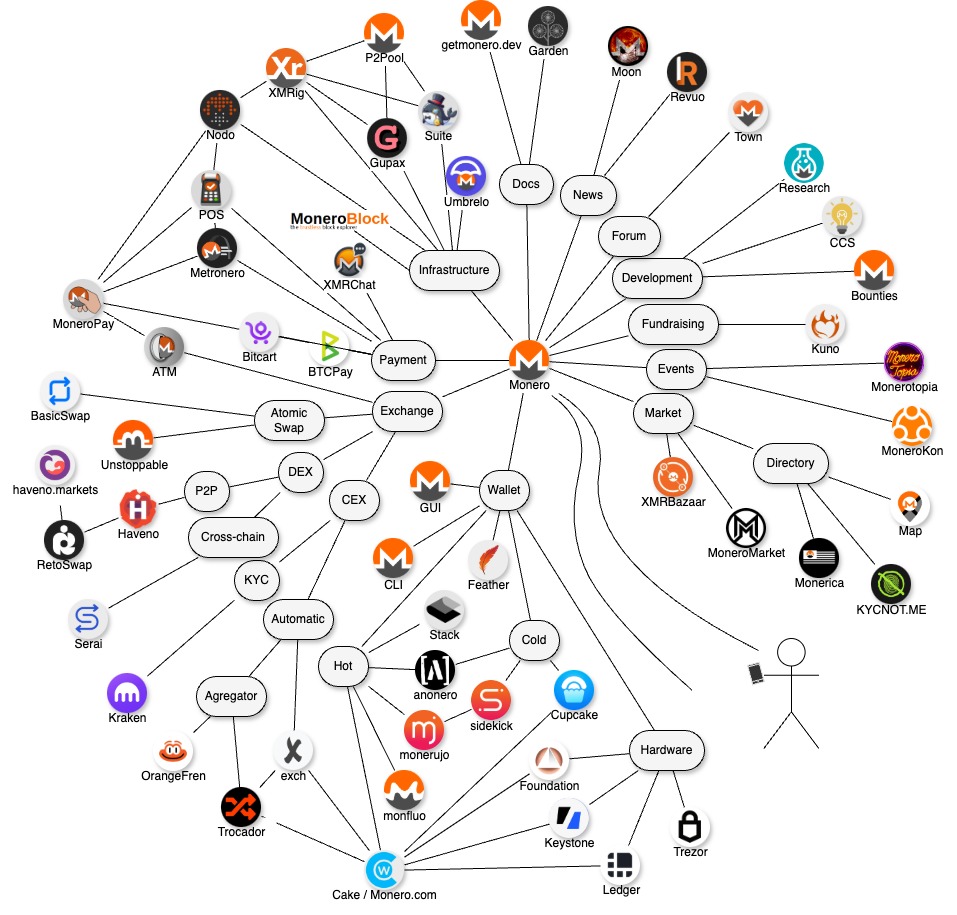 P2Pool
getmonero.dev
Garden
Moon
XMRig
Revuo
Nodo
Suite
Town
Gupax
Research
Docs
News
Umbrelo
POS
MoneroBlock
the trustless block explorer
CCS
Forum
Metronero
XMRChat
Infrastructure
Development
Bounties
MoneroPay
Fundraising
Kuno
Bitcart
BTCPay
ATM
Payment
Monero
Events
Monero
Topia
Monerotopia
BasicSwap
Atomic
Swap
Exchange
Market
MoneroKon
Unstoppable
haveno.markets
P2P
DEX
CEX
GUI
Wallet
XMRBazaar
Directory
Map
Haveno
RetoSwap
Cross-chain
CLI
Feather
MoneroMarket
Monerica
KYCNOT.ME
KYC
Serai
Automatic
Stack
Hot
Cold
anonero
Kraken
Agregator
monerujo
sidekick
Cupcake
OrangeFren
exch
Hardware
Foundation
Trocador
monfluo
Keystone
Trezor
Cake / Monero.com
Ledger